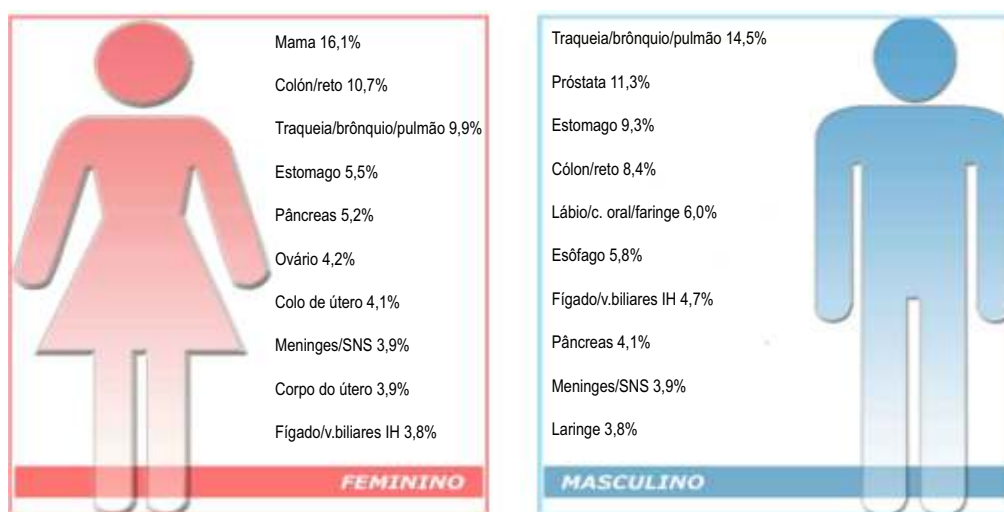 Mama 16,1%
Colón/reto 10,7%
Traqueia/brônquio/pulmão 9,9%
Estomago 5,5%
Pâncreas 5,2%
Ovário 4,2%
Colo de útero 4,1%
Meninges/SNS 3,9%
Corpo do útero 3,9%
Fígado/v.biliares IH 3,8%
FEMININO
Traqueia/brônquio/pulmão 14,5%
Próstata 11,3%
Estomago 9,3%
Cólon/reto 8,4%
Lábio/c. oral/faringe 6,0%
Esôfago 5,8%
Fígado/v.biliares IH 4,7%
Pâncreas 4,1%
Meninges/SNS 3,9%
Laringe 3,8%
MASCULINO